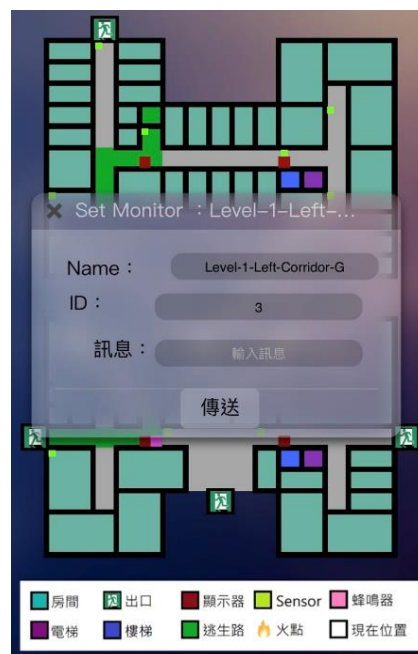 Set Monitor ：Level-1-Left-...
Name： Level-1-Left-Corridor-G
ID： 3
訊息： 輸入訊息
傳送
房間 出口 顯示器 Sensor 蜂鳴器
電梯 樓梯 逃生路 火點 現在位置